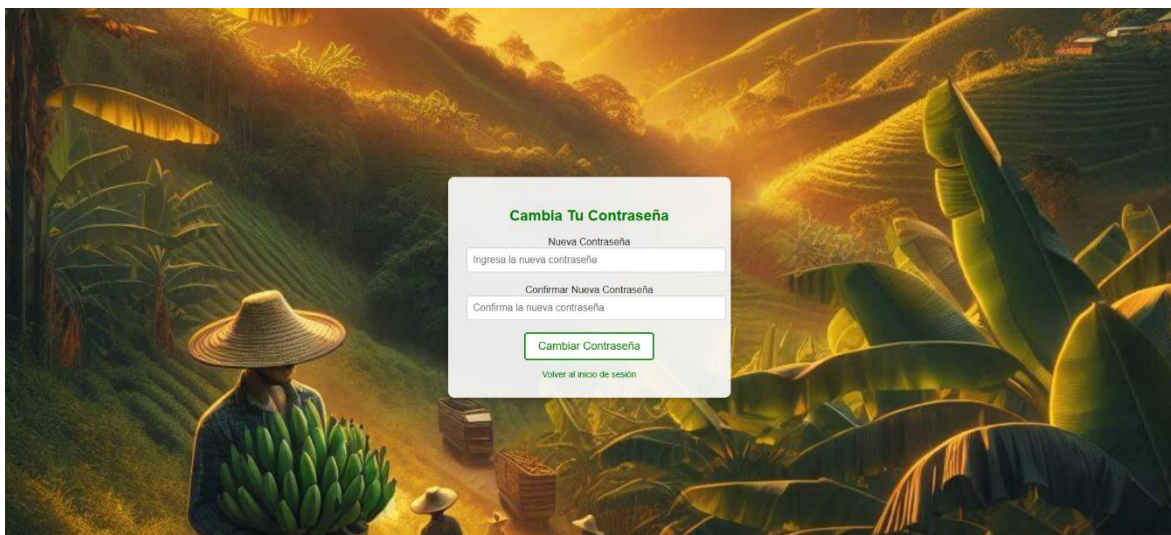 Cambia Tu Contraseña
Nueva Contraseña
Ingresa la nueva contraseña
Confirmar Nueva Contraseña
Confirma la nueva contraseña
Cambiar Contraseña
Volver al inicio de sesión